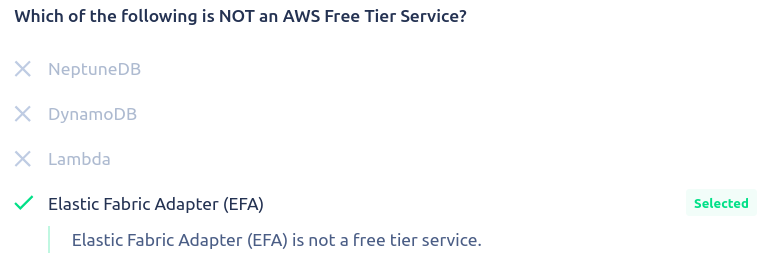 Which of the following is NOT an AWS Free Tier Service?
NeptuneDB
DynamoDB
Lambda
Elastic Fabric Adapter (EFA)
Selected
Elastic Fabric Adapter (EFA) is not a free tier service.